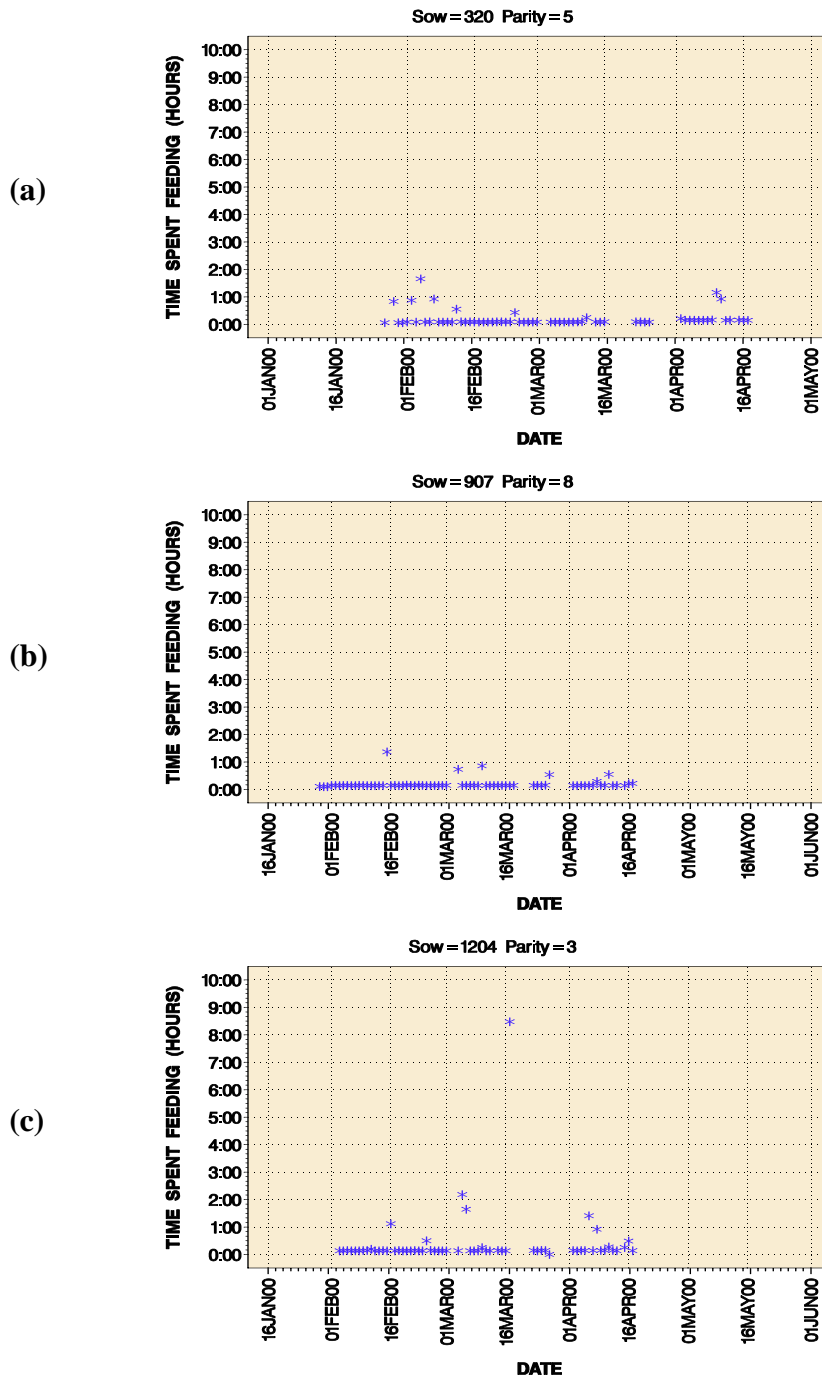 Sow=320 Parity=5
(a)
TIME SPENT FEEDING (HOURS)
10:00
9:00
8:00
7:00
6:00
5:00
4:00
3:00
2:00
1:00
0:00
01JAN00 16JAN00 01FEB00 16FEB00 01MAR00 16MAR00 01APR00 16APR00 01MAY00
DATE
Sow=907 Parity=8
(b)
TIME SPENT FEEDING (HOURS)
10:00
9:00
8:00
7:00
6:00
5:00
4:00
3:00
2:00
1:00
0:00
16JAN00 01FEB00 16FEB00 01MAR00 16MAR00 01APR00 16APR00 01MAY00 16MAY00 01JUN00
DATE
Sow=1204 Parity=3
(c)
TIME SPENT FEEDING (HOURS)
10:00
9:00
8:00
7:00
6:00
5:00
4:00
3:00
2:00
1:00
0:00
16JAN00 01FEB00 16FEB00 01MAR00 16MAR00 01APR00 16APR00 01MAY00 16MAY00 01JUN00
DATE